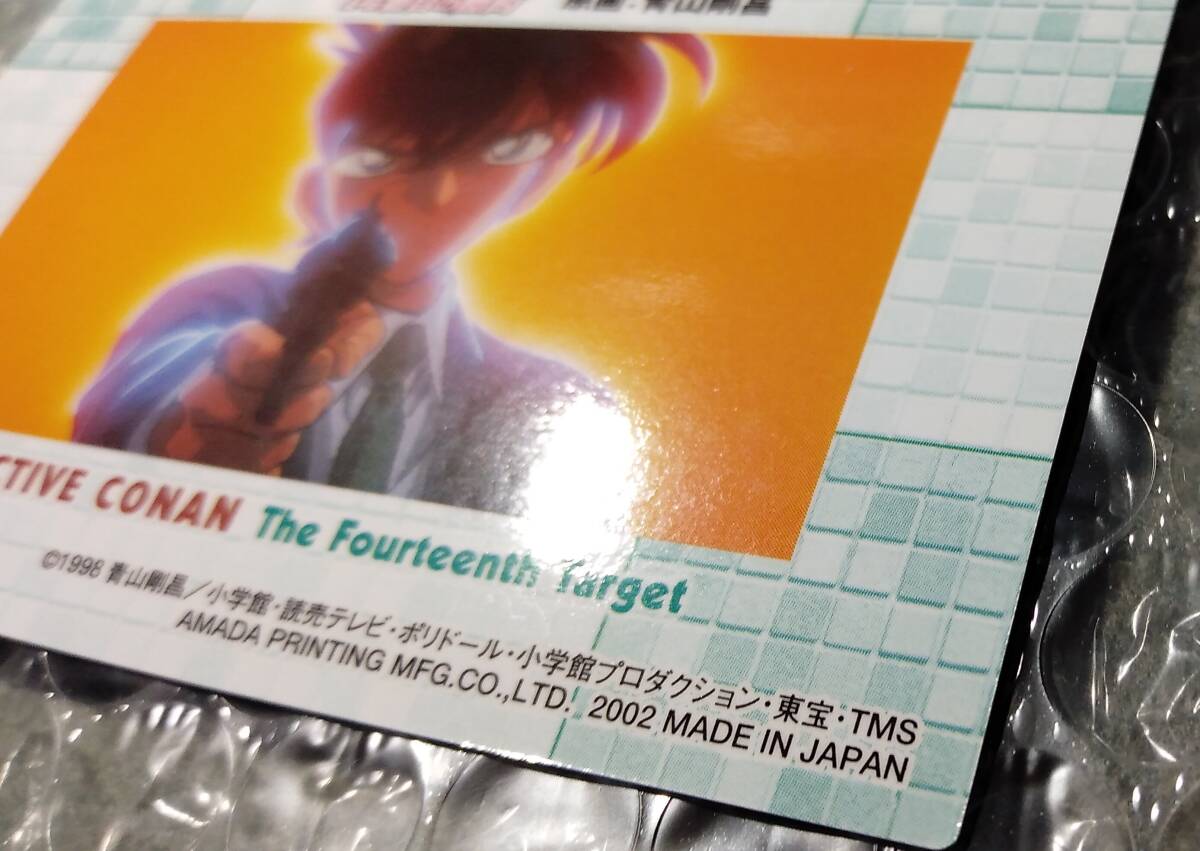 原画:青山剛昌
CTIVE CONAN The Fourteenth Target
©1998 青山剛昌／小学館・読売テレビ・ポリドール・小学館プロダクション・東宝・TMS
AMADA PRINTING MFG.CO.,LTD. 2002 MADE IN JAPAN